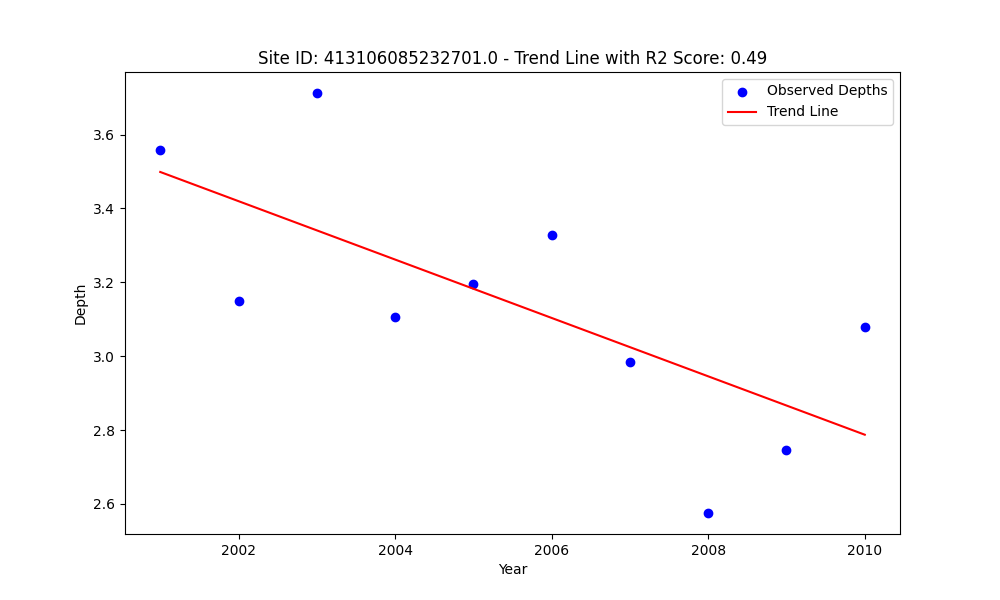 Site ID: 413106085232701.0 - Trend Line with R2 Score: 0.49
Observed Depths
Trend Line
3.6
3.4
3.2
3.0
2.8
2.6
Depth
2002
2004
2006
2008
2010
Year